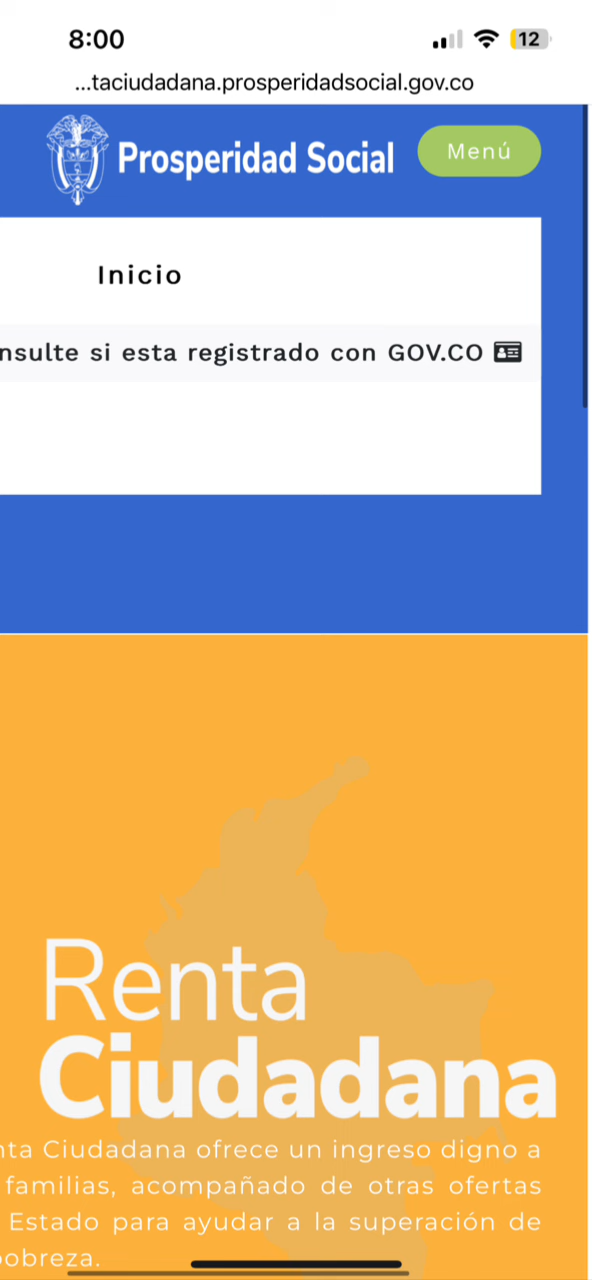 8:00
12
...taciudadana.prosperidadsocial.gov.co
Prosperidad Social
Menú
Inicio
nsulte si esta registrado con GOV.CO
Renta
Ciudadana
nta Ciudadana ofrece un ingreso digno a
familias, acompañado de otras ofertas
Estado para ayudar a la superación de
pobreza.